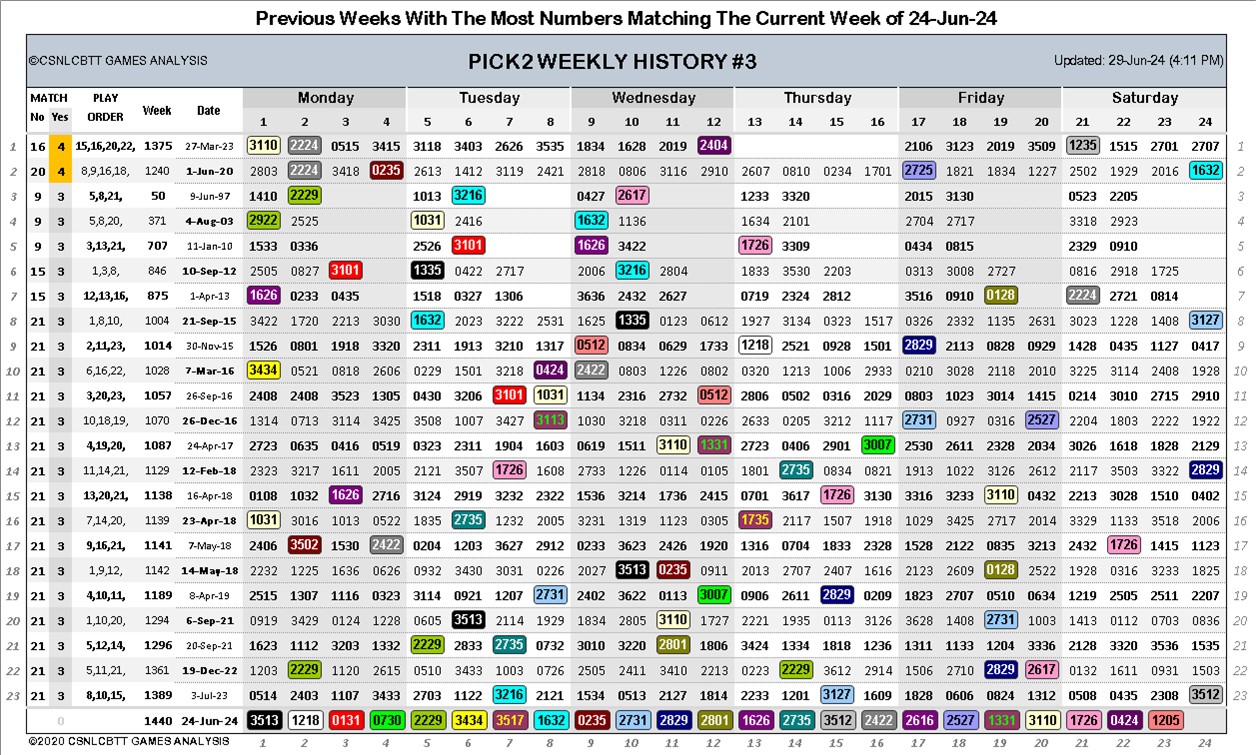 Previous Weeks With The Most Numbers Matching The Current Week of 24-Jun-24
©CSNLCBTT GAMES ANALYSIS PICK2 WEEKLY HISTORY #3 Updated: 29-Jun-24 (4:11 PM)
MATCH PLAY Week Date Monday Tuesday Wednesday Thursday Friday Saturday
No Yes ORDER 1 2 3 4 5 6 7 8 9 10 11 12 13 14 15 16 17 18 19 20 21 22 23 24
1 16 4 15,16,20,22, 1375 27-Mar-23 3110 2224 0515 3415 3118 3403 2626 3535 1834 1628 2019 2404 2106 3123 2019 3509 1235 1515 2701 2707 1
2 20 4 8,9,16,18, 1240 1-Jun-20 2803 2224 3418 0235 2613 1412 3119 2421 2818 0806 3116 2910 2607 0810 0234 1701 2725 1821 1834 1227 2502 1929 2016 1632 2
3 9 3 5,8,21, 50 9-Jun-97 1410 2229 1013 3216 0427 2617 1233 3320 2015 3130 0523 2205 3
4 9 3 5,8,20, 371 4-Aug-03 2922 2525 1031 2416 1632 1136 1634 2101 2704 2717 3318 2923 4
5 9 3 3,13,21, 707 11-Jan-10 1533 0336 2526 6101 1626 3422 1726 3309 0434 0815 2329 0910 5
6 15 3 1,3,8, 846 10-Sep-12 2505 0827 3101 1335 0422 2717 2006 3216 2804 1833 3530 2203 0313 3008 2727 0816 2918 1725 6
7 15 3 12,13,16, 875 1-Apr-13 1626 0233 0435 1518 0327 1306 3636 2432 2627 0719 2324 2812 3516 0910 0128 2224 2721 0814 7
8 21 3 1,8,10, 1004 21-Sep-15 3422 1720 2213 3030 1632 2023 3222 2531 1625 1335 0123 0612 1927 3134 0323 1517 0326 2332 1135 2631 3023 1228 1408 3127 8
9 21 3 2,11,23, 1014 30-Nov-15 1526 0801 1918 3320 2311 1913 3210 1317 0512 0834 0629 1733 1218 2521 0928 1501 2829 2113 0828 0929 1428 0435 1127 0417 9
10 21 3 6,16,22, 1028 7-Mar-16 3434 0521 0818 2606 0229 1501 3218 0424 2422 0803 1226 0802 0320 1213 1006 2933 0210 3028 2118 2010 3225 3114 2408 1928 10
11 21 3 3,20,23, 1057 26-Sep-16 2408 2408 3523 1305 0430 3206 3101 1031 1134 2316 2732 0512 2806 0502 0316 2029 0803 1023 3014 1415 0214 3010 2715 2910 11
12 21 3 10,18,19, 1070 26-Dec-16 1314 0713 3114 3425 3508 1007 3427 3113 1030 3218 0311 0226 2633 0205 3212 1117 2731 0927 0316 2527 2204 1803 2222 1922 12
13 21 3 4,19,20, 1087 24-Apr-17 2723 0635 0416 0519 0323 2311 1904 1603 0619 1511 3110 1331 2723 0406 2901 3007 2530 2611 2328 2034 3026 1618 1828 2129 13
14 21 3 11,14,21, 1129 12-Feb-18 2323 3217 1611 2005 2121 3507 1726 1608 2733 1226 0114 0105 1801 2735 0834 0821 1913 1022 3126 2612 2117 3503 3322 2829 14
15 21 3 13,20,21, 1138 16-Apr-18 0108 1032 1626 2716 3124 2919 3232 2322 1536 3214 1736 2415 0701 3617 1726 3130 3316 3233 3110 0432 2213 3028 1510 0402 15
16 21 3 7,14,20, 1139 23-Apr-18 1031 3016 1013 0522 1835 2735 1232 2005 3231 1319 1123 0305 1735 2117 1507 1918 1029 3425 2717 2014 3329 1133 3518 2006 16
17 21 3 9,16,21, 1141 7-May-18 2406 3502 1530 2422 0204 1203 3627 2912 0233 3623 2426 1920 1316 0704 1833 2328 1528 2122 0835 3213 2432 1726 1415 1123 17
18 21 3 1,9,12, 1142 14-May-18 2232 1225 1636 0626 0626 3430 3031 0226 2027 3513 0235 0911 2013 2707 2407 1616 2123 2609 0128 2522 1928 0316 3233 1825 18
19 21 3 4,10,11, 1189 8-Apr-19 2515 1307 1116 0323 3114 0921 1207 2731 2402 3622 0113 3007 0906 2611 2829 0209 1823 2707 0510 0634 1219 2505 2511 2207 19
20 21 3 1,10,20, 1294 6-Sep-21 0919 3429 0124 1228 0605 3513 2114 1929 1834 2805 3110 1727 2221 1935 0113 3126 3628 1408 2731 1003 1413 0112 0703 0836 20
21 21 3 5,12,14, 1296 20-Sep-21 1623 1112 3203 1332 2229 2833 2735 0732 3010 3220 2801 1806 3424 1334 1818 1236 1311 1133 1204 3336 2128 3320 3536 1535 21
22 21 3 5,11,21, 1361 19-Dec-22 1203 2229 1120 2615 0510 3433 1003 0726 2505 2411 3410 2213 0223 2229 3612 2914 1506 2710 2829 2617 0132 1611 0931 1503 22
23 21 3 8,10,15, 1389 3-Jul-23 0514 2403 1107 3433 2703 1122 3216 2121 1534 0513 2127 1814 2233 1201 3127 1609 1828 0606 0824 1312 0508 0435 2308 3512 23
0 1440 24-Jun-24 3513 1218 0131 0730 2229 3434 3517 1632 0235 2731 2829 2801 1626 2735 3512 2422 2616 2527 1331 3110 1726 0424 1205
©2020 CSNLCBTT GAMES ANALYSIS 1 2 3 4 5 6 7 8 9 10 11 12 13 14 15 16 17 18 19 20 21 22 23 24